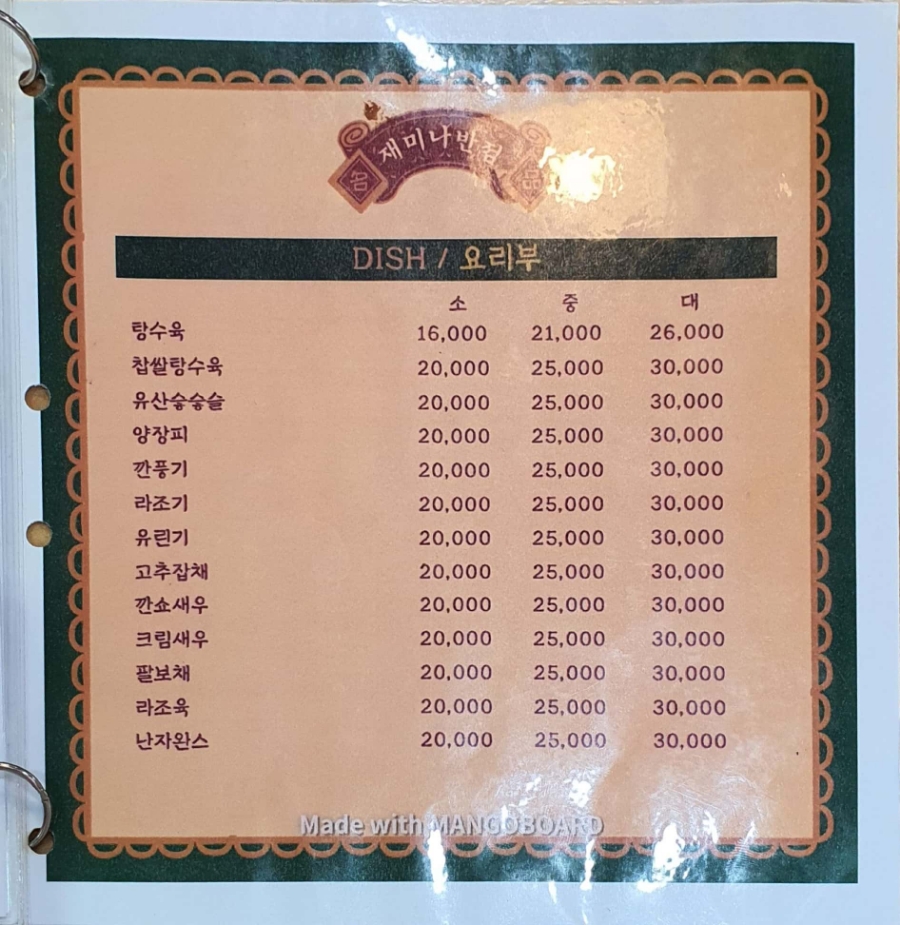 재미나반점
DISH / 요리부
소 중 대
탕수육 16,000 21,000 26,000
찹쌀탕수육 20,000 25,000 30,000
유산슬슬슬슬 20,000 25,000 30,000
양장피 20,000 25,000 30,000
깐풍기 20,000 25,000 30,000
라조기 20,000 25,000 30,000
유린기 20,000 25,000 30,000
고추잡채 20,000 25,000 30,000
깐쇼새우 20,000 25,000 30,000
크림새우 20,000 25,000 30,000
팔보채 20,000 25,000 30,000
라조육 20,000 25,000 30,000
난자완스 20,000 25,000 30,000
Made with MANGOBOARD